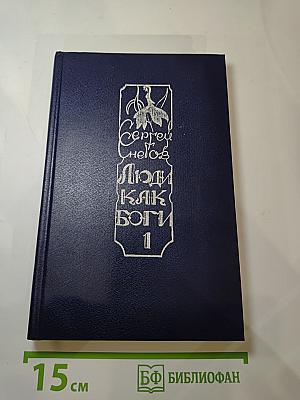 Сергей
Снегов
Люди
как
боги
1
15 см
БФ БИБЛИОФАН